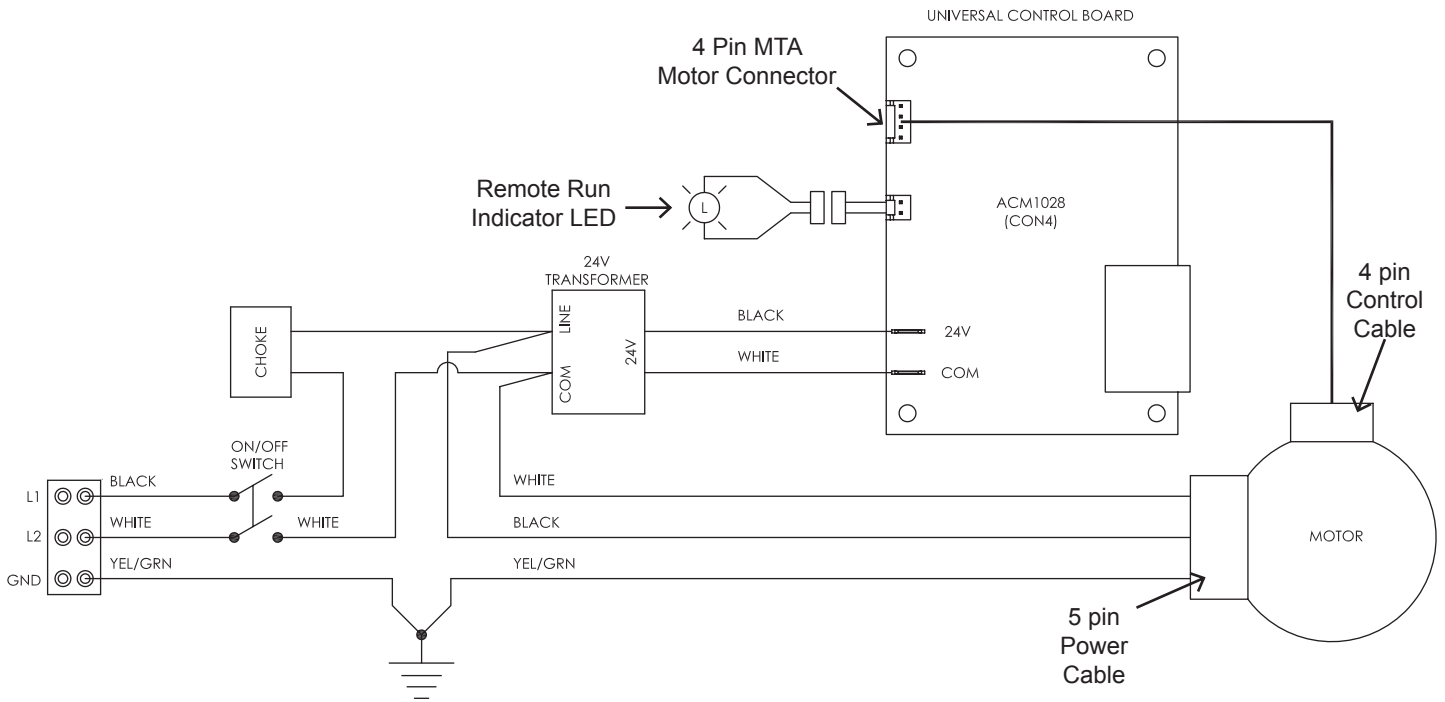 UNIVERSAL CONTROL BOARD
4 Pin MTA
Motor Connector
Remote Run
Indicator LED
L
ACM1028
(CON4)
24V
TRANSFORMER
4 pin
Control
Cable
CHOKE
LINE
COM
24V
BLACK
24V
WHITE
COM
ON/OFF
SWITCH
L1
BLACK
WHITE
L2
WHITE
WHITE
BLACK
MOTOR
GND
YEL/GRN
YEL/GRN
5 pin
Power
Cable